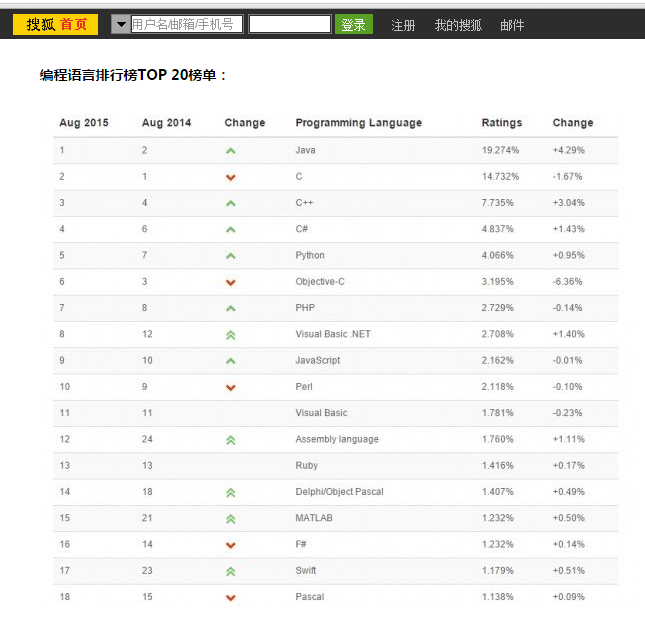 搜狐 首页 用户名/邮箱/手机号 登录 注册 我的搜狐 邮件
编程语言排行榜TOP 20榜单：
Aug 2015 Aug 2014 Change Programming Language Ratings Change
1 2 Java 19.274% +4.29%
2 1 C 14.732% -1.67%
3 4 C++ 7.735% +3.04%
4 6 C# 4.837% +1.43%
5 7 Python 4.066% +0.95%
6 3 Objective-C 3.195% -6.36%
7 8 PHP 2.729% -0.14%
8 12 Visual Basic .NET 2.708% +1.40%
9 10 JavaScript 2.162% -0.01%
10 9 Perl 2.118% -0.10%
11 11 Visual Basic 1.781% -0.23%
12 24 Assembly language 1.760% +1.11%
13 13 Ruby 1.416% +0.17%
14 18 Delphi/Object Pascal 1.407% +0.49%
15 21 MATLAB 1.232% +0.50%
16 14 F# 1.232% +0.14%
17 23 Swift 1.179% +0.51%
18 15 Pascal 1.138% +0.09%